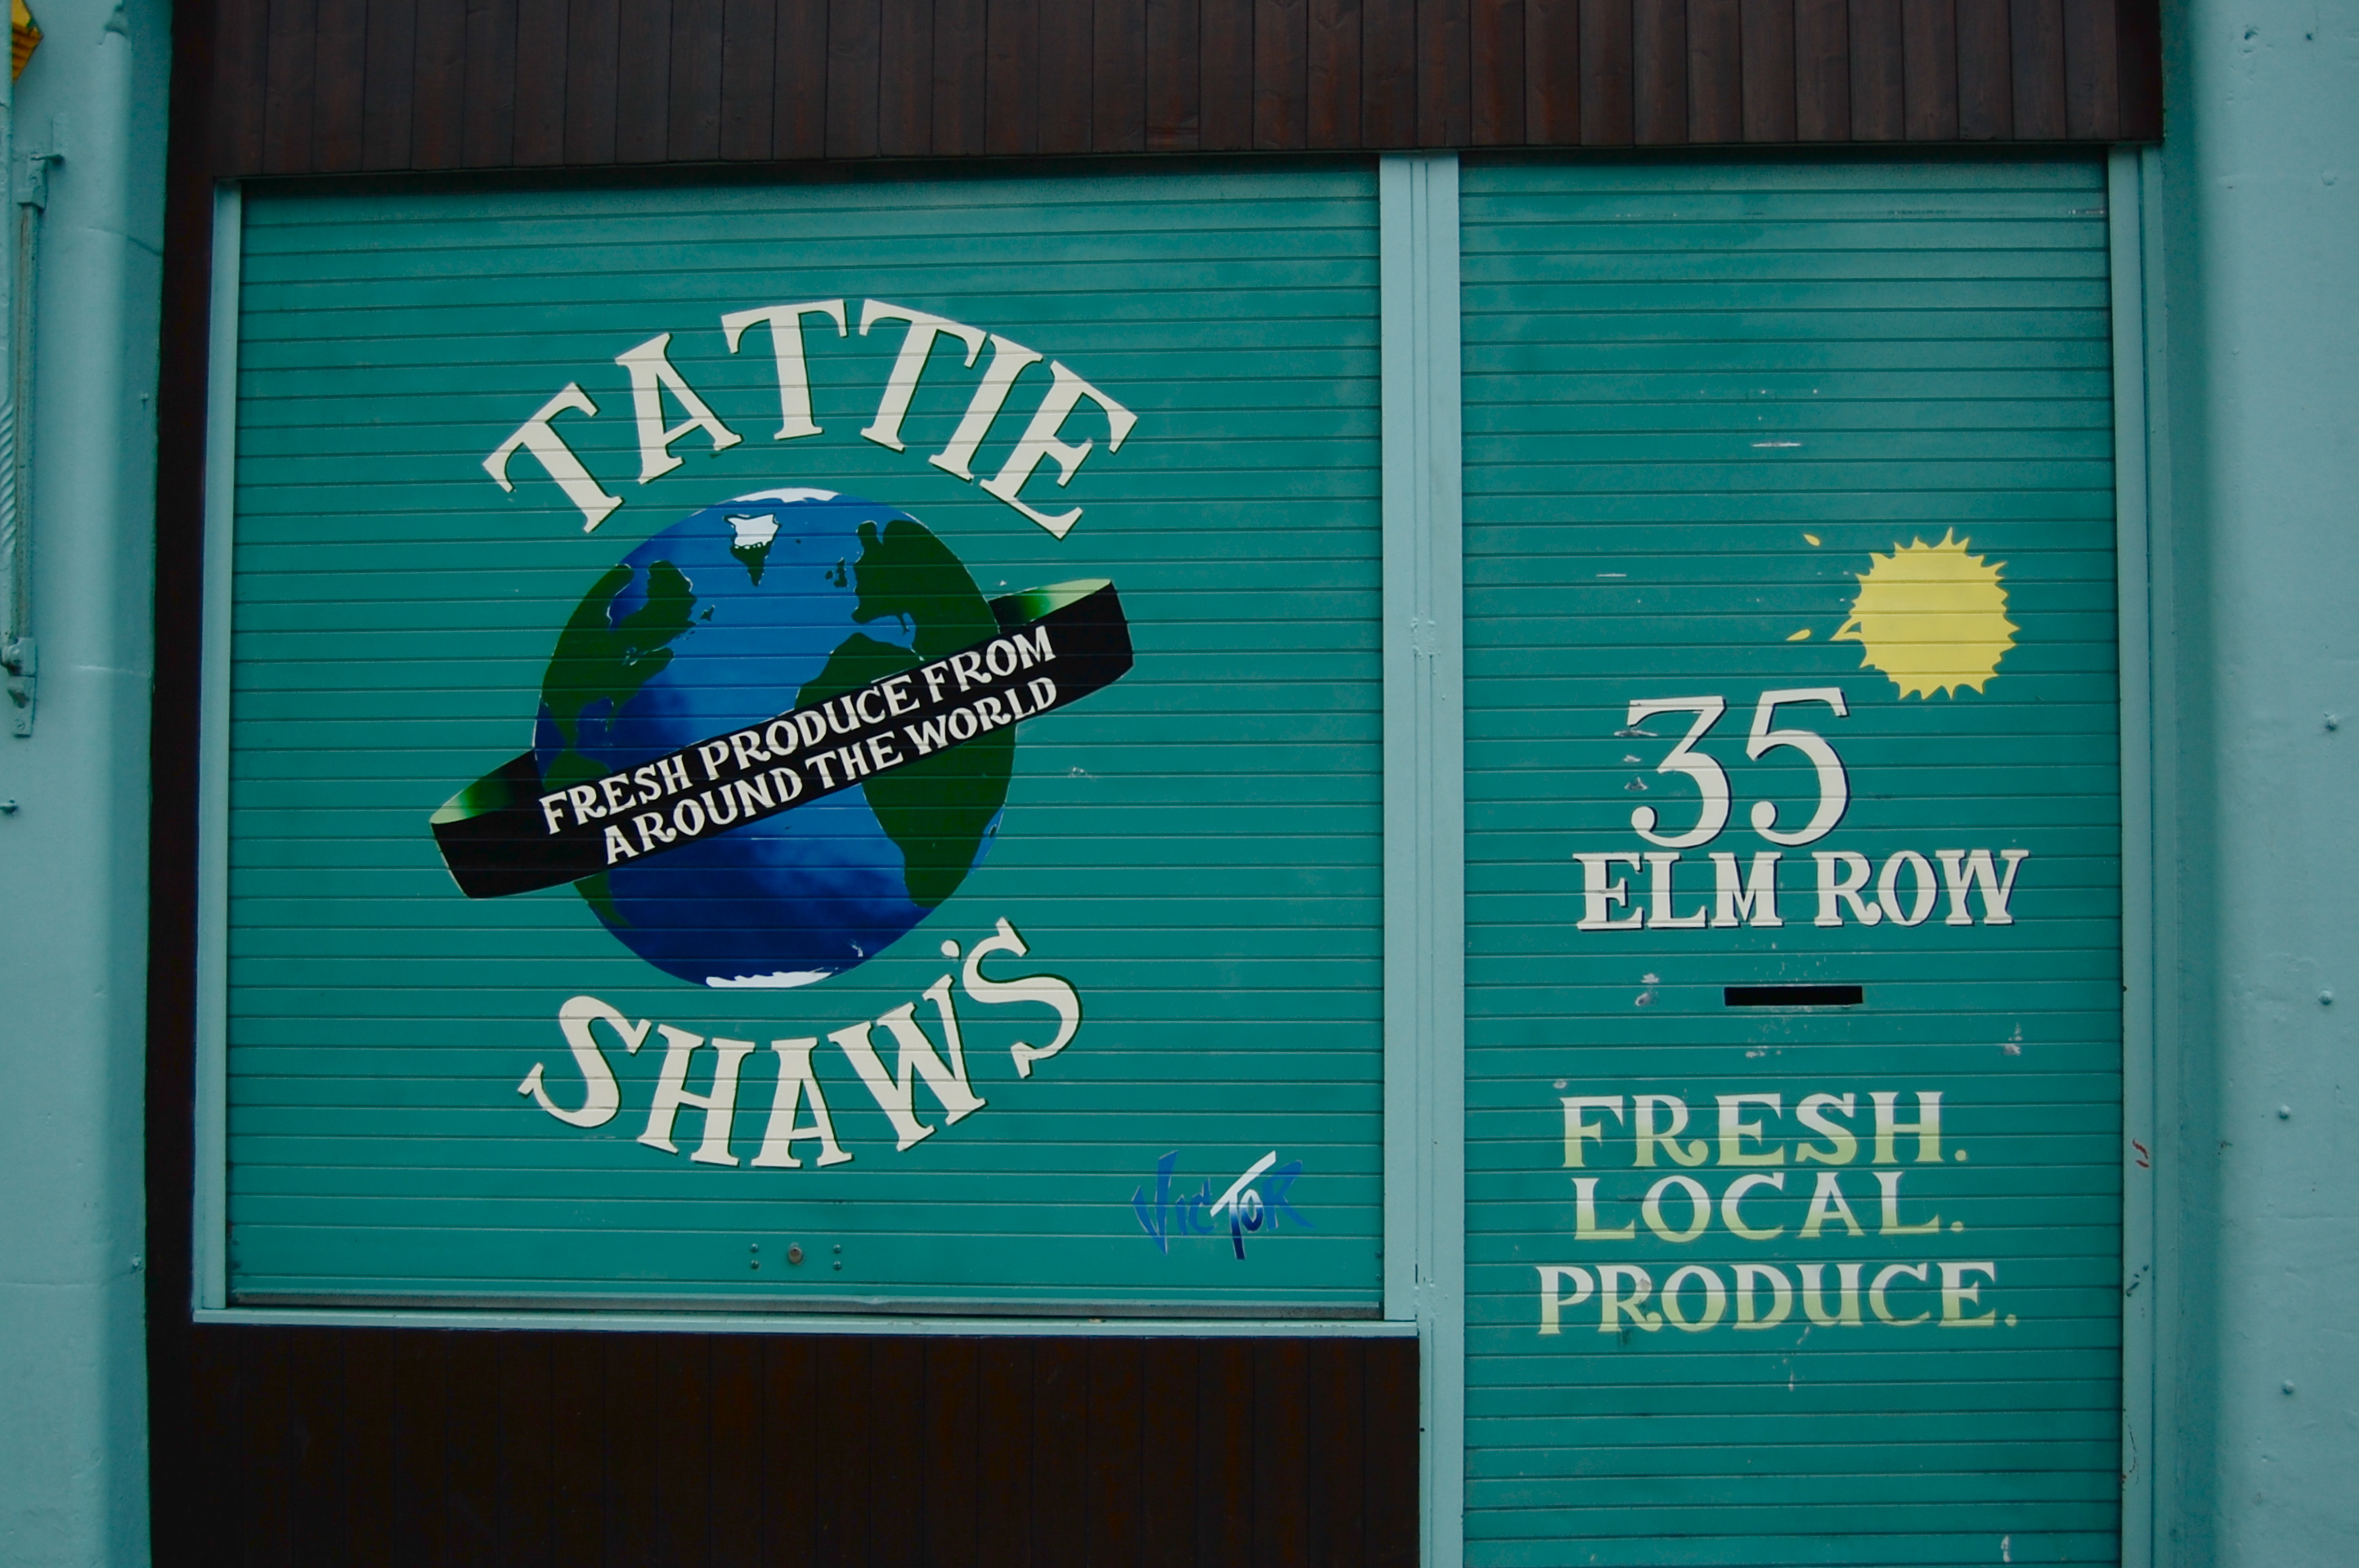 TATTIE
FRESH PRODUCE FROM
AROUND THE WORLD
SHAW'S
VicToR
35
ELM ROW
FRESH.
LOCAL.
PRODUCE.